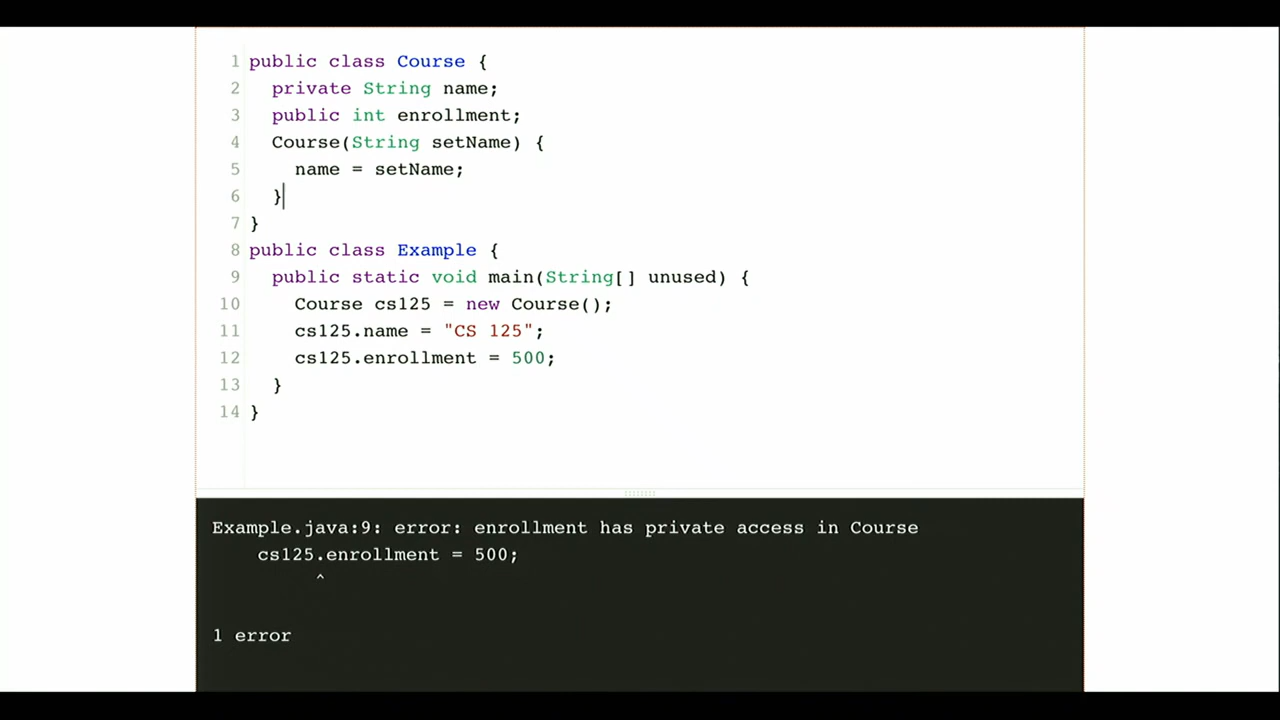 1 public class Course {
2   private String name;
3   public int enrollment;
4   Course(String setName) {
5     name = setName;
6   }
7 }
8 public class Example {
9   public static void main(String[] unused) {
10     Course cs125 = new Course();
11     cs125.name = "CS 125";
12     cs125.enrollment = 500;
13   }
14 }
Example.java:9: error: enrollment has private access in Course
    cs125.enrollment = 500;
         ^
1 error